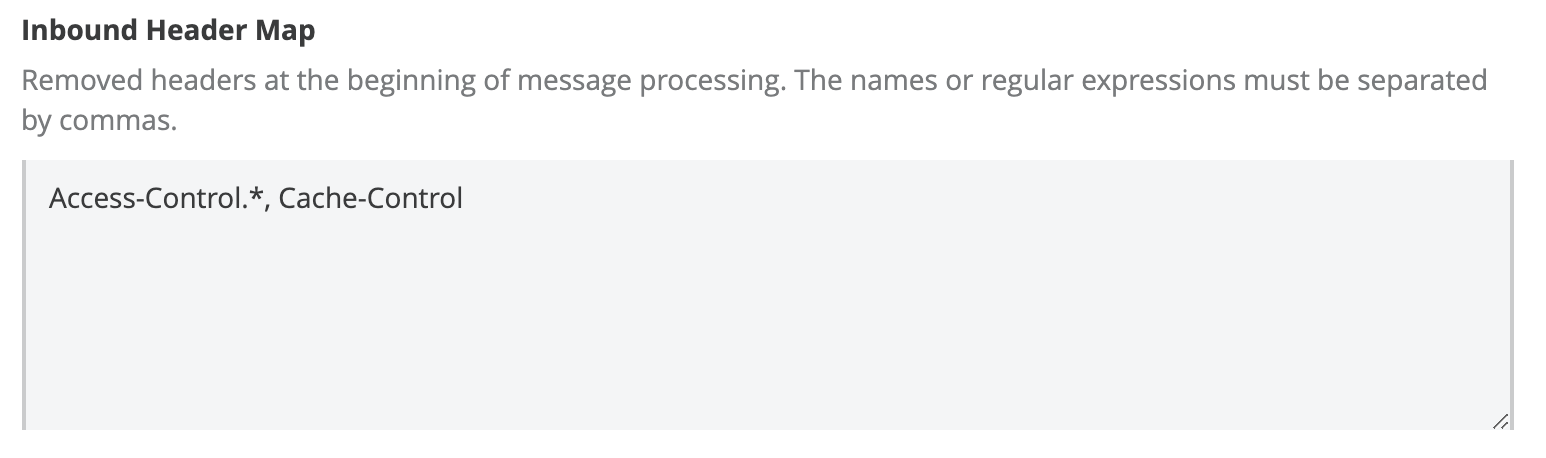 Inbound Header Map
Removed headers at the beginning of message processing. The names or regular expressions must be separated
by commas.
Access-Control.*, Cache-Control